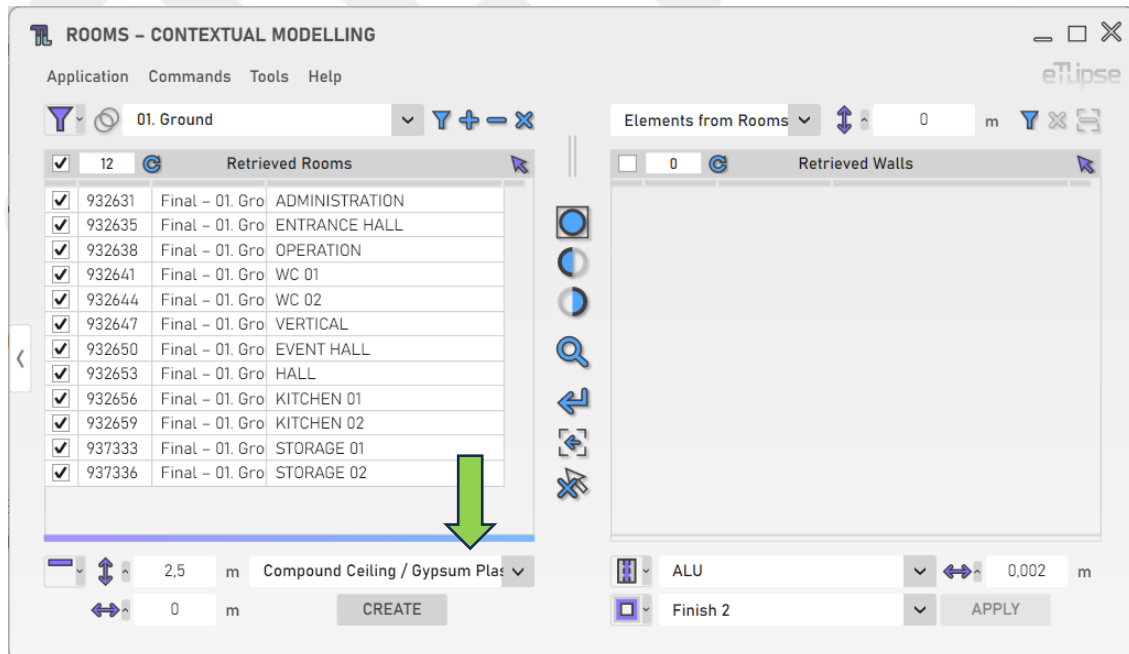 ROOMS – CONTEXTUAL MODELLING
Application Commands Tools Help
eTLipse
01. Ground
Elements from Rooms 0 m
12 Retrieved Rooms
0 Retrieved Walls
932631 Final – 01. Gro ADMINISTRATION
932635 Final – 01. Gro ENTRANCE HALL
932638 Final – 01. Gro OPERATION
932641 Final – 01. Gro WC 01
932644 Final – 01. Gro WC 02
932647 Final – 01. Gro VERTICAL
932650 Final – 01. Gro EVENT HALL
932653 Final – 01. Gro HALL
932656 Final – 01. Gro KITCHEN 01
932659 Final – 01. Gro KITCHEN 02
937333 Final – 01. Gro STORAGE 01
937336 Final – 01. Gro STORAGE 02
2,5 m Compound Ceiling / Gypsum Plas
0 m CREATE
ALU 0,002 m
Finish 2 APPLY